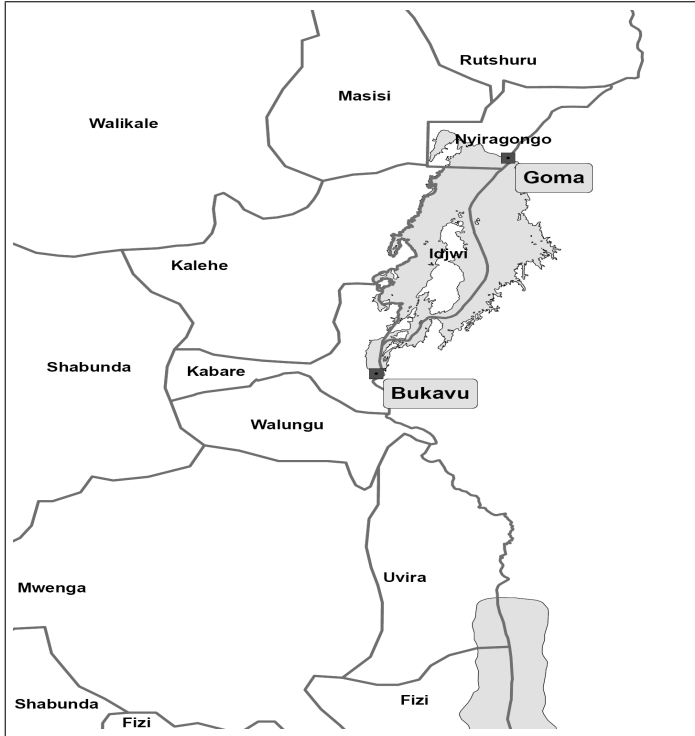 Rutshuru
Masisi
Walikale
Nyiragongo
Goma
Idjwi
Kalehe
Shabunda
Kabare
Bukavu
Walungu
Uvira
Mwenga
Fizi
Shabunda
Fizi